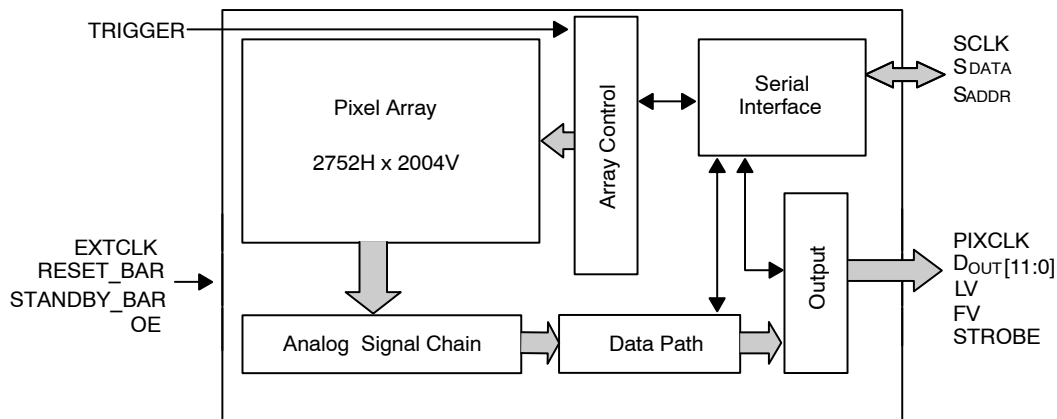 TRIGGER
Pixel Array
2752H x 2004V
Array Control
Serial
Interface
SCLK
SDATA
SADDR
EXTCLK
RESET_BAR
STANDBY_BAR
OE
Analog Signal Chain
Data Path
Output
PIXCLK
DOUT[11:0]
LV
FV
STROBE